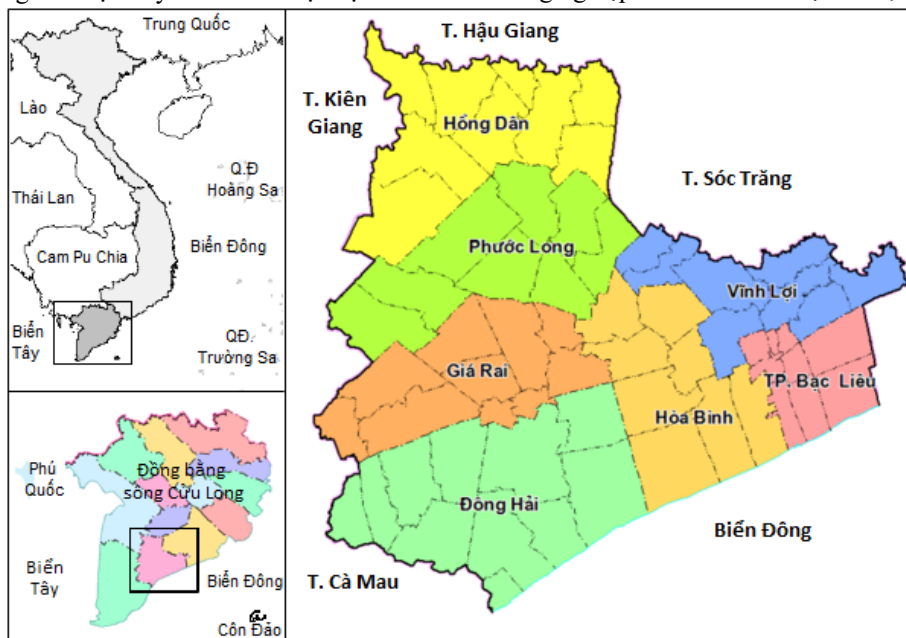 Trung Quốc
Lào
Q.Đ
Hoàng Sa
Thái Lan
Biển Đông
Cam Pu Chia
Biển
Tây
QĐ.
Trường Sa
Phú
Quốc
Đồng bằng
sông Cửu Long
Biển
Tây
Biển Đông
Côn Đảo
T. Hậu Giang
T. Kiên
Giang
Hồng Dân
T. Sóc Trăng
Phước Long
Vĩnh Lợi
Giá Rai
TP. Bạc Liêu
Hòa Bình
Đông Hải
Biển Đông
T. Cà Mau